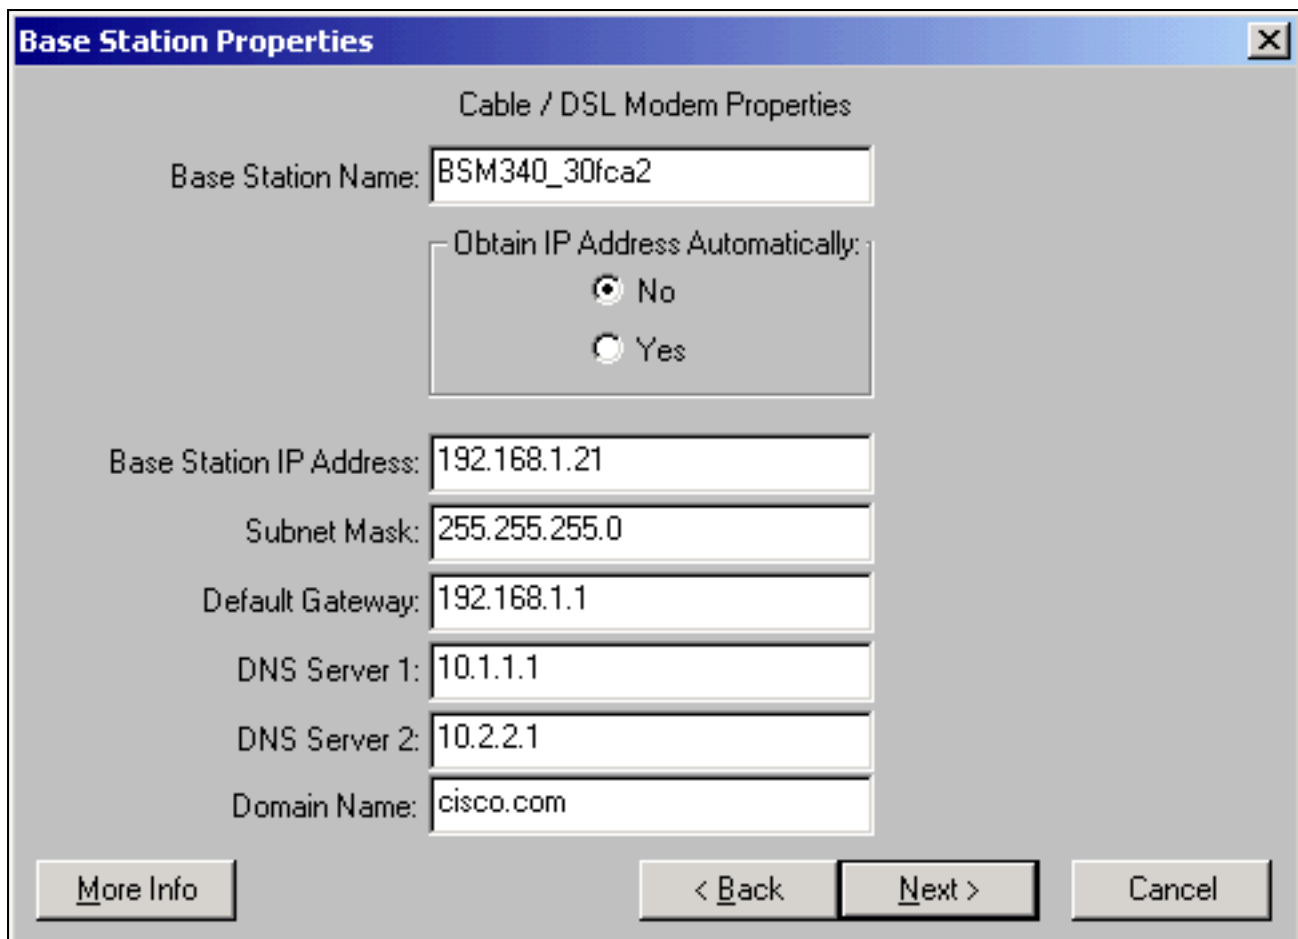 Base Station Properties
Cable / DSL Modem Properties
Base Station Name: BSM340_30fca2
Obtain IP Address Automatically:
No
Yes
Base Station IP Address: 192.168.1.21
Subnet Mask: 255.255.255.0
Default Gateway: 192.168.1.1
DNS Server 1: 10.1.1.1
DNS Server 2: 10.2.2.1
Domain Name: cisco.com
More Info < Back Next > Cancel